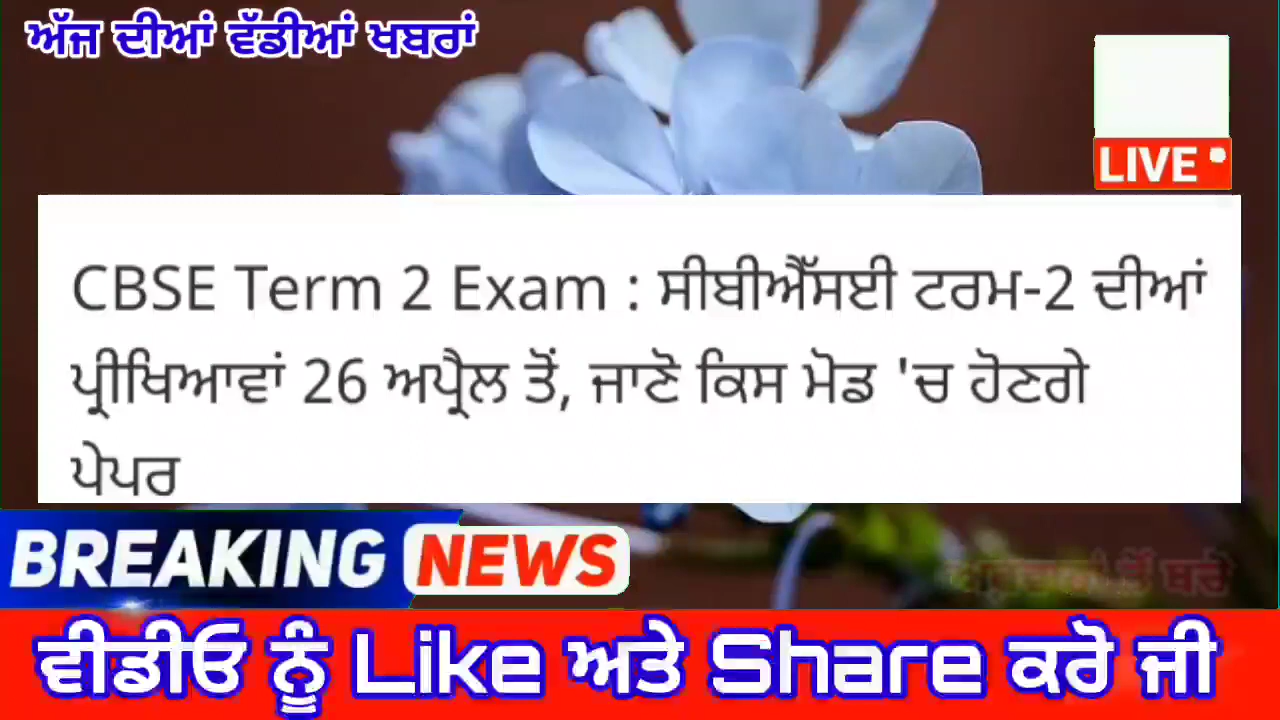 ਅੱਜ ਦੀਆਂ ਵੱਡੀਆਂ ਖਬਰਾਂ
LIVE
CBSE Term 2 Exam : ਸੀਬੀਐੱਸਈ ਟਰਮ-2 ਦੀਆਂ
ਪ੍ਰੀਖਿਆਵਾਂ 26 ਅਪ੍ਰੈਲ ਤੋਂ, ਜਾਣੋ ਕਿਸ ਮੋਡ 'ਚ ਹੋਣਗੇ
ਪੇਪਰ
BREAKING NEWS
ਵੀਡੀਓ ਨੂੰ Like ਅਤੇ Share ਕਰੋ ਜੀ